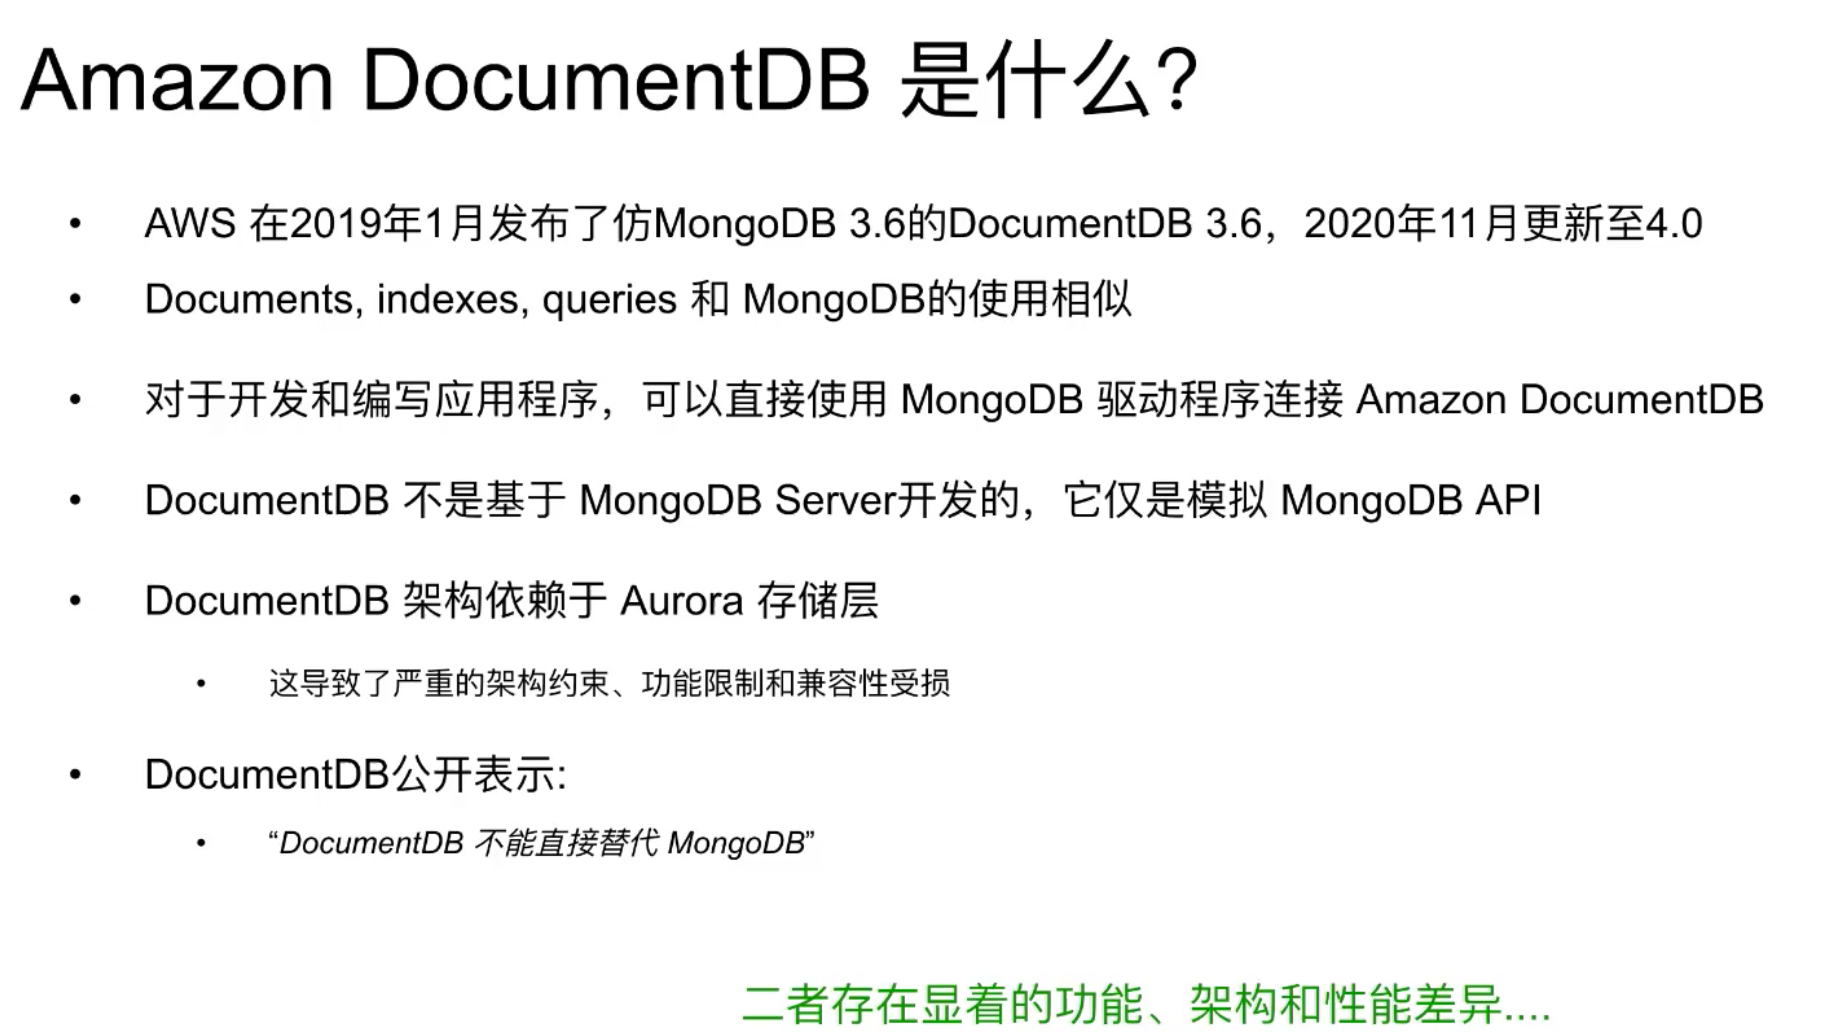 Amazon DocumentDB 是什么?
• AWS 在2019年1月发布了仿MongoDB 3.6的DocumentDB 3.6，2020年11月更新至4.0
• Documents, indexes, queries 和 MongoDB的使用相似
• 对于开发和编写应用程序，可以直接使用 MongoDB 驱动程序连接 Amazon DocumentDB
• DocumentDB 不是基于 MongoDB Server开发的，它仅是模拟 MongoDB API
• DocumentDB 架构依赖于 Aurora 存储层
• 这导致了严重的架构约束、功能限制和兼容性受损
• DocumentDB公开表示:
• “DocumentDB 不能直接替代 MongoDB”
二者存在显着的功能、架构和性能差异....